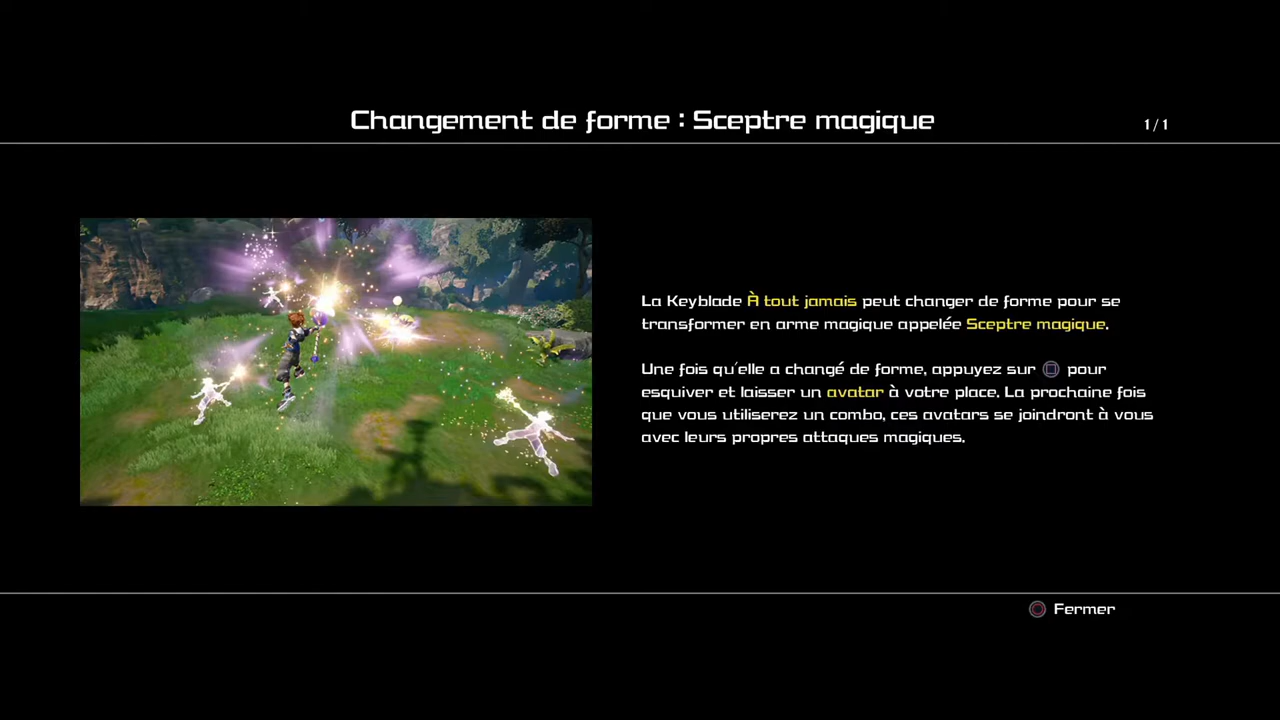 Changement de forme : Sceptre magique
1/1
La Keyblade À tout jamais peut changer de forme pour se
transformer en arme magique appelée Sceptre magique.
Une fois qu'elle a changé de forme, appuyez sur pour
esquiver et laisser un avatar à votre place. La prochaine fois
que vous utiliserez un combo, ces avatars se joindront à vous
avec leurs propres attaques magiques.
Fermer